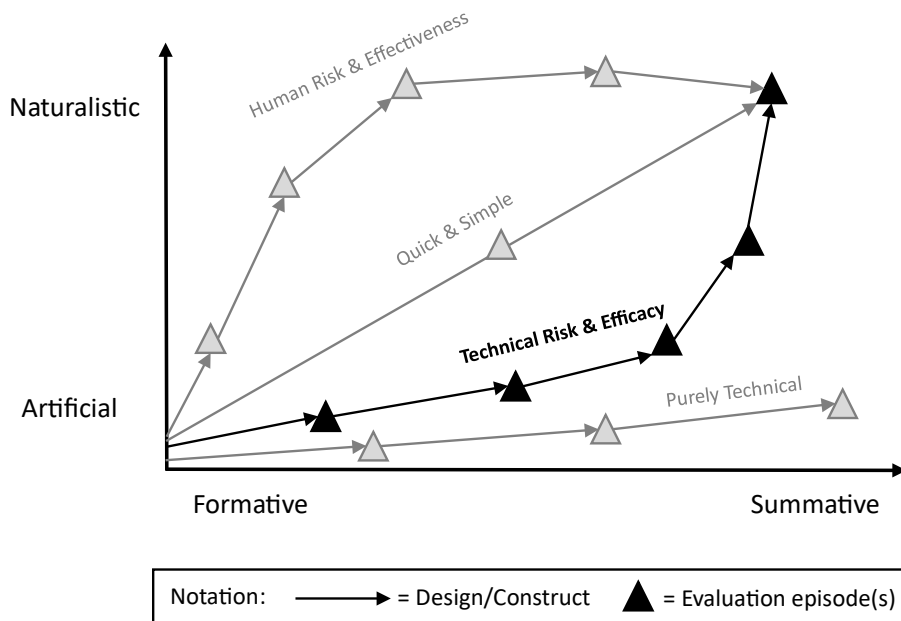 Human Risk & Effectiveness
Naturalistic
Quick & Simple
Technical Risk & Efficacy
Purely Technical
Artificial
Formative
Summative
Notation:
= Design/Construct
= Evaluation episode(s)